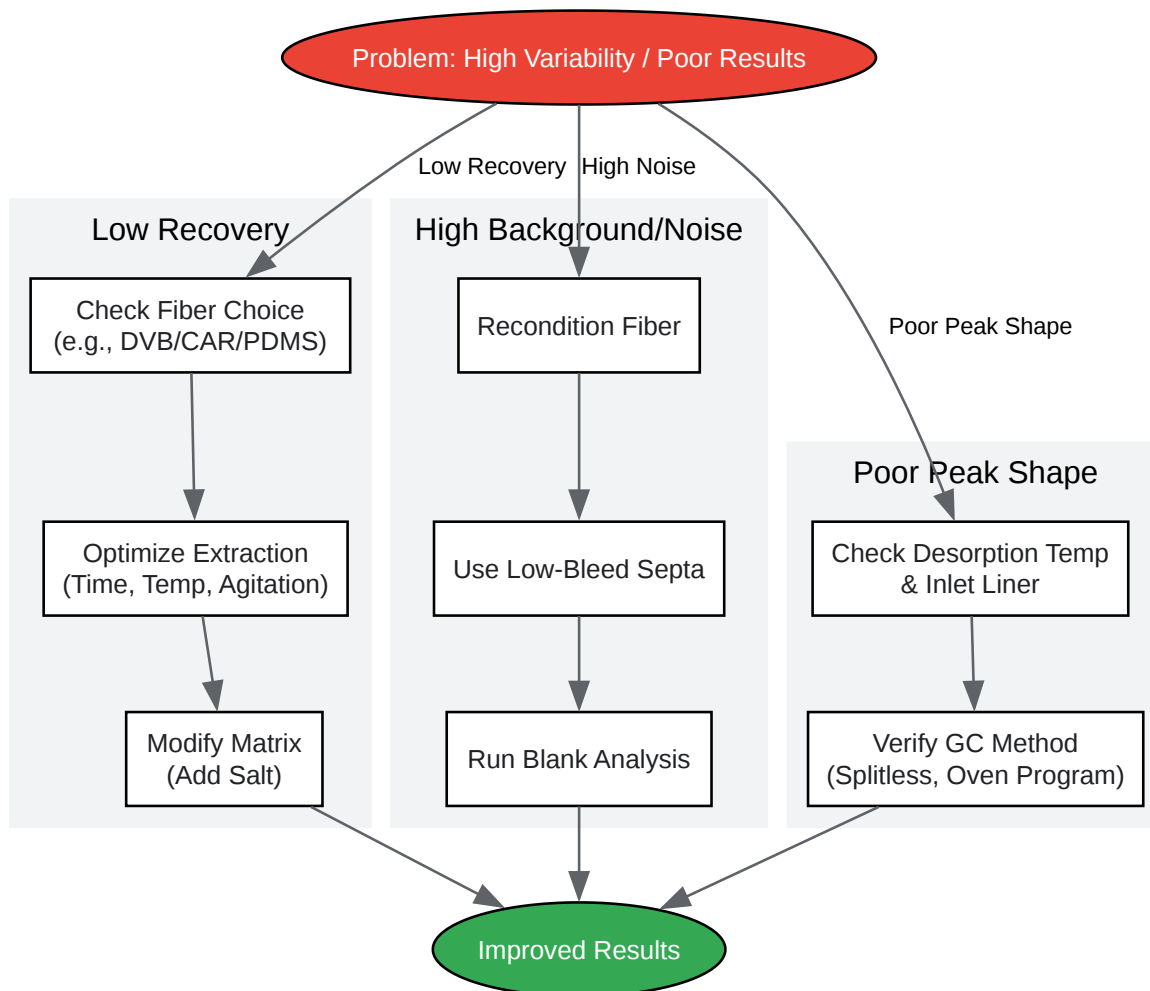 Problem: High Variability / Poor Results
Low Recovery
High Noise
Poor Peak Shape
Low Recovery
Check Fiber Choice
(e.g., DVB/CAR/PDMS)
Optimize Extraction
(Time, Temp, Agitation)
Modify Matrix
(Add Salt)
High Background/Noise
Recondition Fiber
Use Low-Bleed Septa
Run Blank Analysis
Poor Peak Shape
Check Desorption Temp
& Inlet Liner
Verify GC Method
(Splitless, Oven Program)
Improved Results